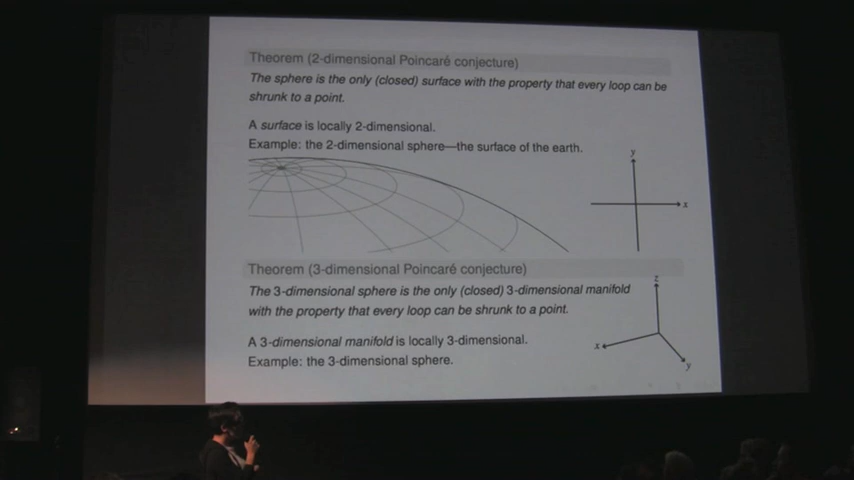 Theorem (2-dimensional Poincaré conjecture)
The sphere is the only (closed) surface with the property that every loop can be
shrunk to a point.
A surface is locally 2-dimensional.
Example: the 2-dimensional sphere—the surface of the earth.
y
x
Theorem (3-dimensional Poincaré conjecture)
The 3-dimensional sphere is the only (closed) 3-dimensional manifold
with the property that every loop can be shrunk to a point.
z
A 3-dimensional manifold is locally 3-dimensional.
x
Example: the 3-dimensional sphere.
y